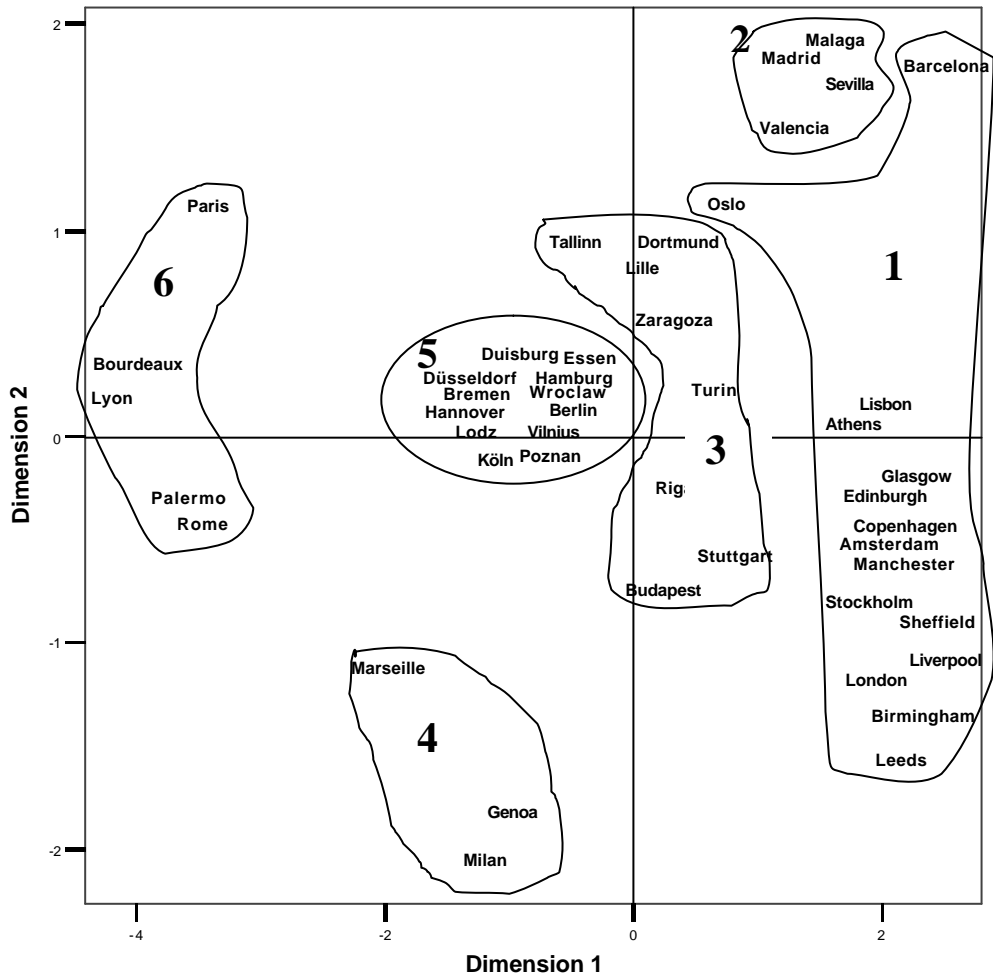 2
2
Malaga
Madrid
Barcelona
Sevilla
Valencia
Paris
Oslo
1
Tallinn
Dortmund
Lille
1
6
Zaragoza
5
Duisburg
Essen
Bourdeaux
Düsseldorf
Hamburg
Bremen
Wroclaw
Turin
Lyon
Hannover
Berlin
Lisbon
Athens
Lodz
Vilnius
0
3
Köln
Poznan
Glasgow
Palermo
Riga
Edinburgh
Rome
Copenhagen
Amsterdam
Stuttgart
Manchester
Budapest
Stockholm
Sheffield
-1
Marseille
Liverpool
London
4
Birmingham
Leeds
Genoa
-2
Milan
Dimension 2
-4
-2
0
2
Dimension 1